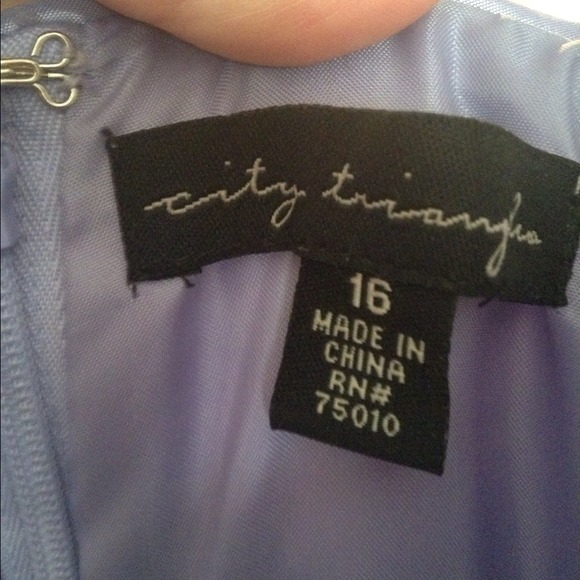 city triangles
16
MADE IN
CHINA
RN#
75010